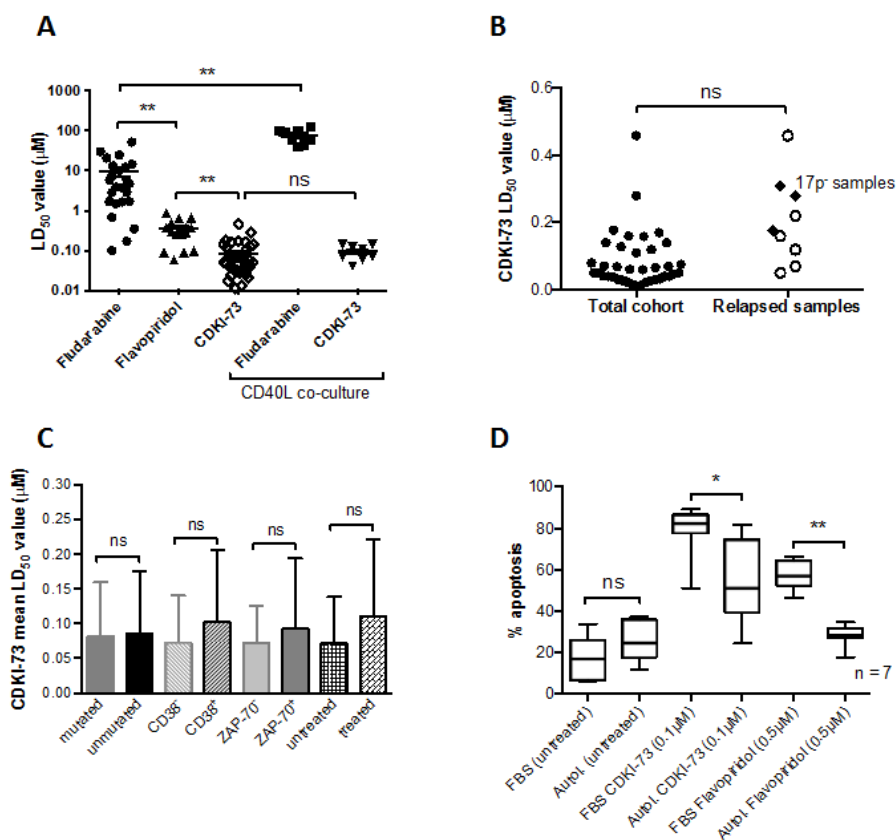 A
LD50 value (µM)
1000
100
10
1
0.10
0.01
**
**
**
ns
Fludarabine
Flavopiridol
CDKI-73
Fludarabine
CDKI-73
CD40L co-culture
B
CDKI-73 LD50 value (µM)
0.6
0.4
0.2
0.0
ns
17p- samples
Total cohort
Relapsed samples
C
CDKI-73 mean LD50 value (µM)
0.30
0.25
0.20
0.15
0.10
0.05
0.00
ns
ns
ns
ns
mutated
unmutated
CD38-
CD38+
ZAP-70-
ZAP-70+
untreated
treated
D
% apoptosis
100
80
60
40
20
0
ns
*
**
n = 7
FBS (untreated)
Autol. (untreated)
FBS CDKI-73 (0.1µM)
Autol. CDKI-73 (0.1µM)
FBS Flavopiridol (0.5µM)
Autol. Flavopiridol (0.5µM)